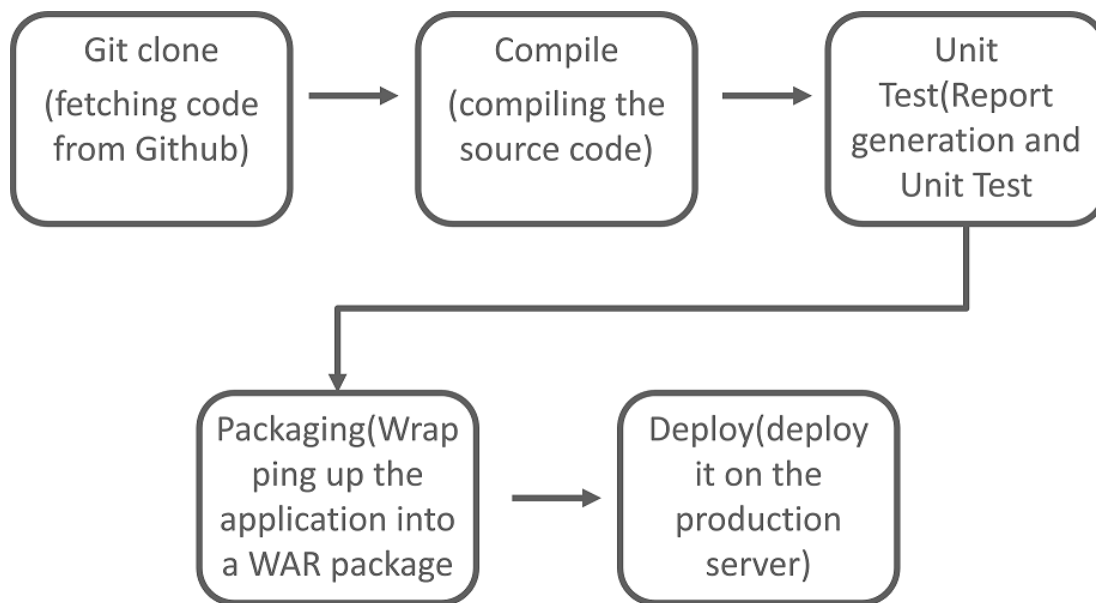 Git clone
(fetching code
from Github)
Compile
(compiling the
source code)
Unit
Test(Report
generation and
Unit Test
Packaging(Wrap
ping up the
application into
a WAR package
Deploy(deploy
it on the
production
server)